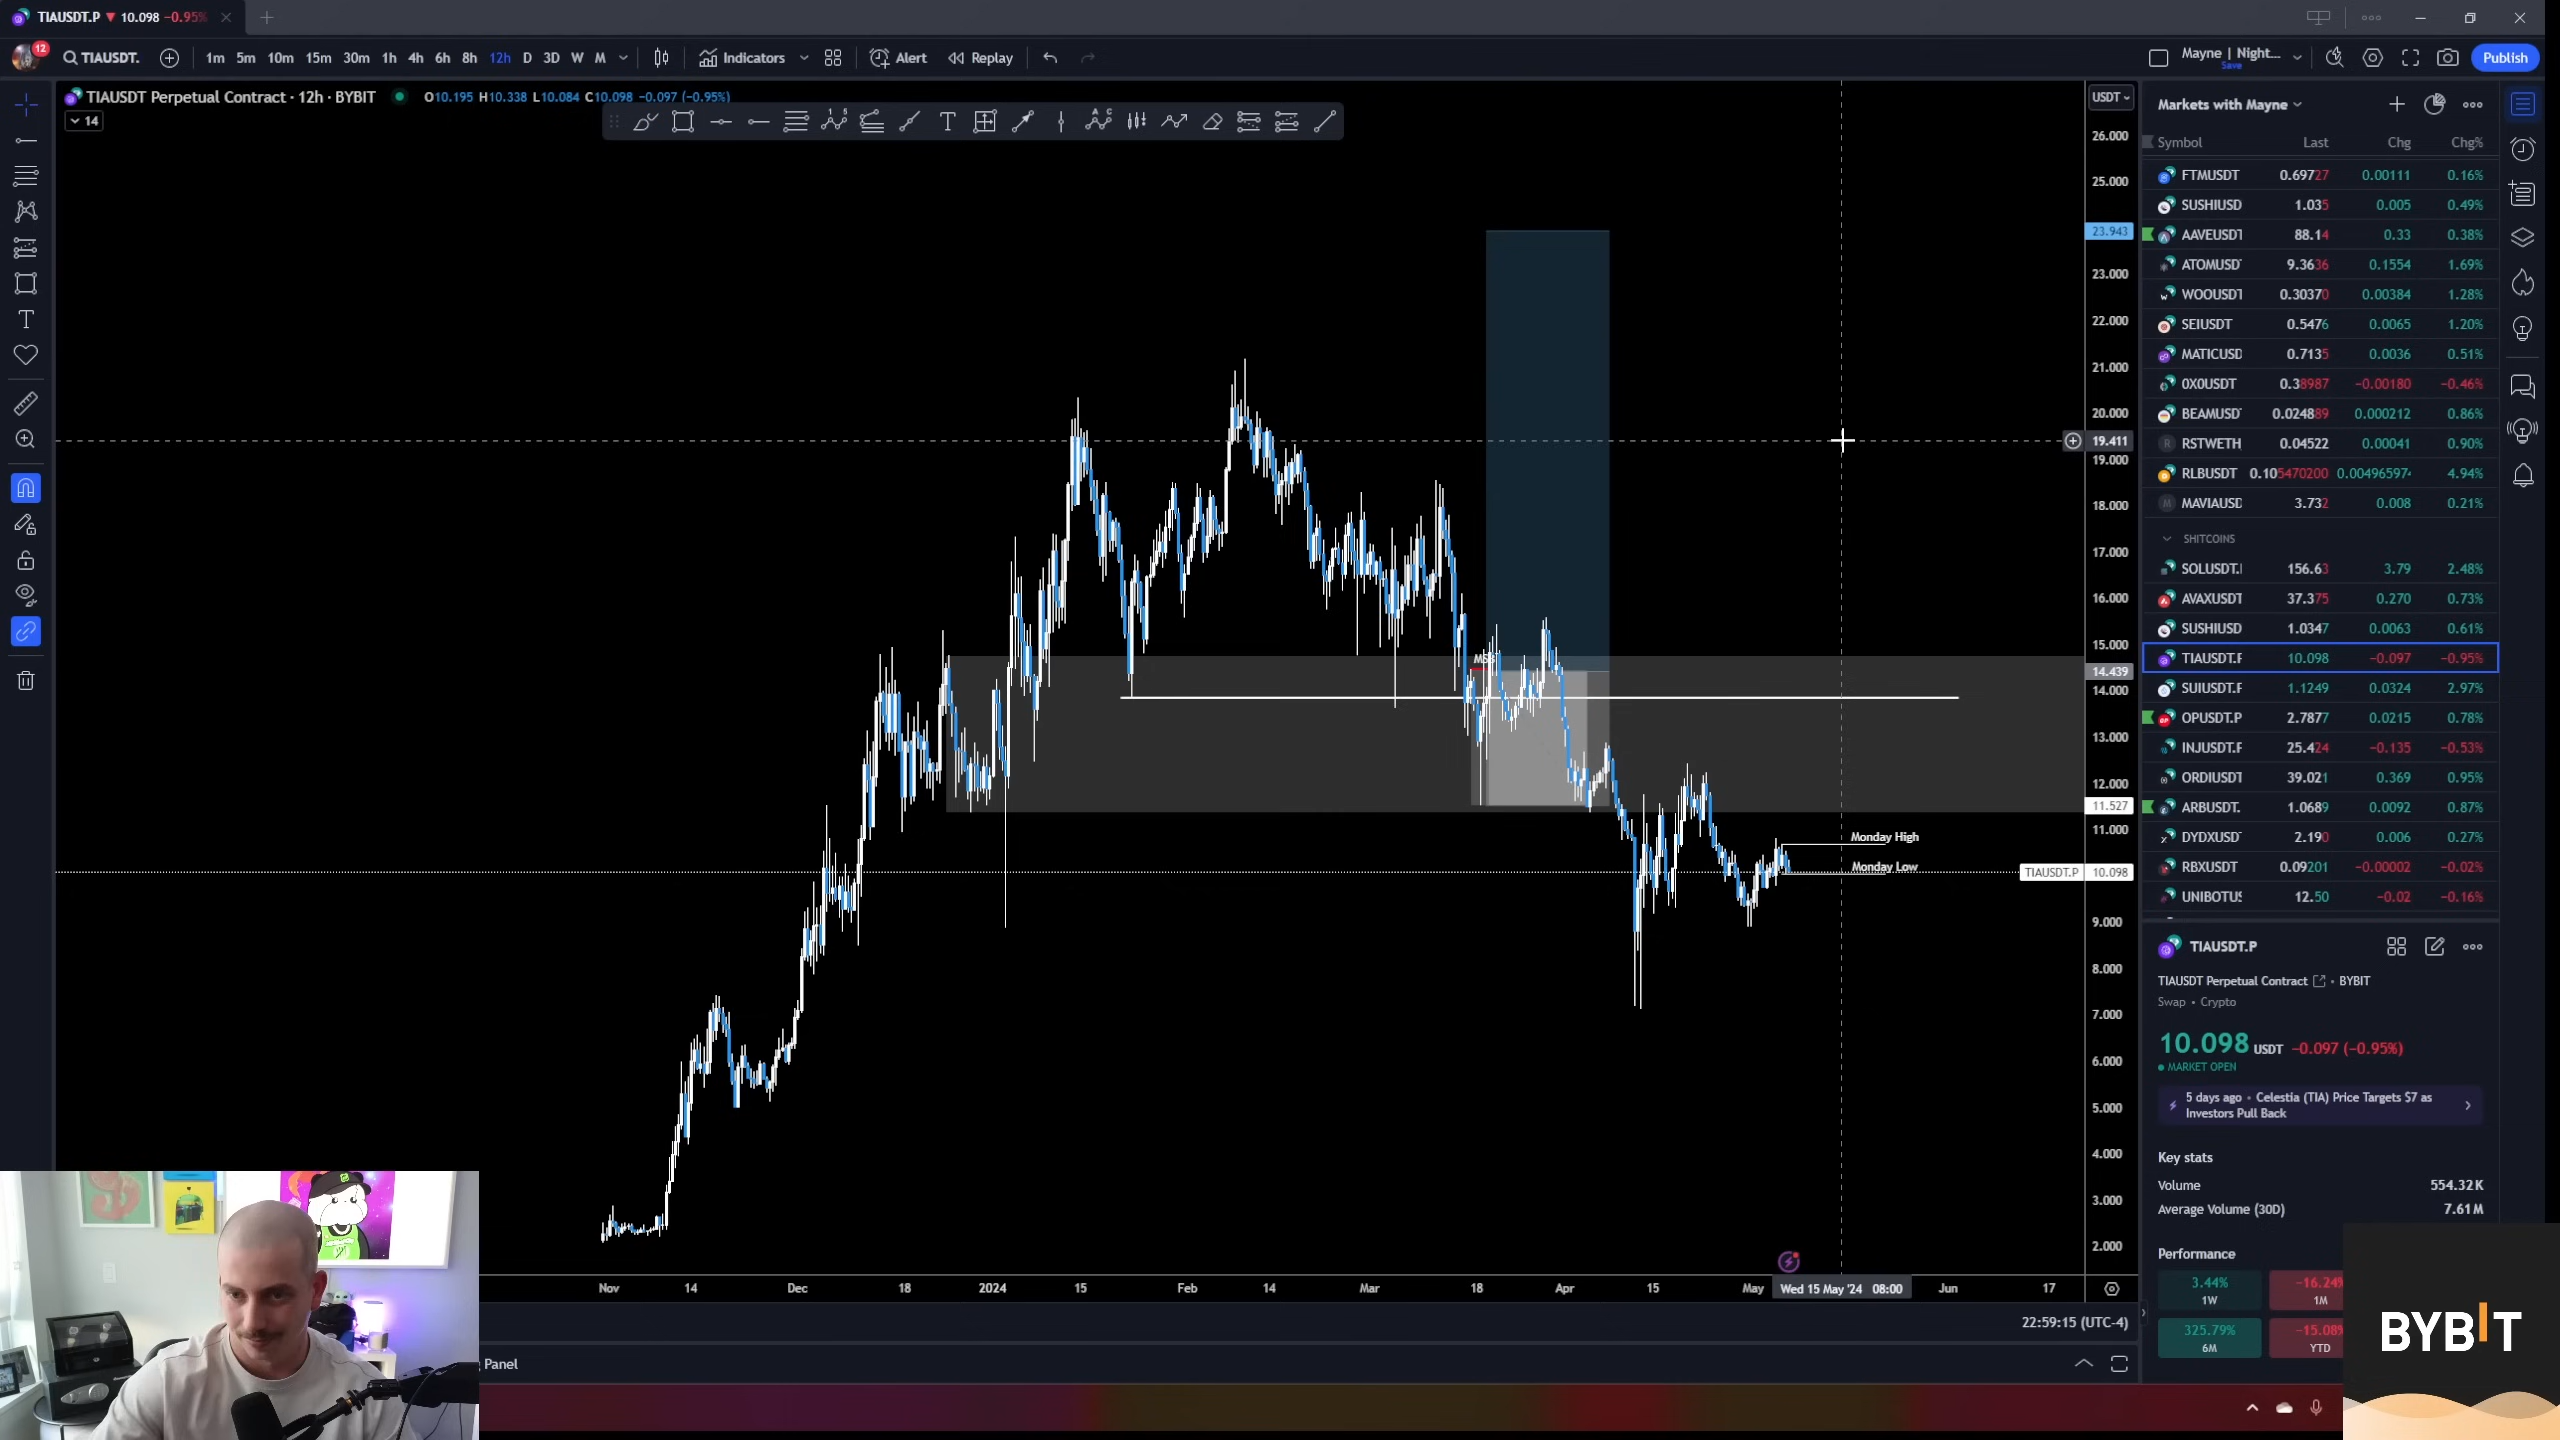 TIAUSDT.P ▼ 10.098 −0.95%
12
TIAUSDT.
1m 5m 10m 15m 30m 1h 4h 6h 8h 12h D 3D W M
Indicators
Alert
Replay
Mayne | Night...
Save
Publish
TIAUSDT Perpetual Contract · 12h · BYBIT
O10.195 H10.338 L10.084 C10.098 −0.097 (−0.95%)
14
USDT
26.000
25.000
23.943
23.000
22.000
21.000
20.000
19.411
19.000
18.000
17.000
16.000
15.000
14.439
14.000
13.000
12.000
11.527
11.000
TIAUSDT.P 10.098
9.000
8.000
7.000
6.000
5.000
4.000
3.000
2.000
Monday High
Monday Low
Nov 14 Dec 18 2024 15 Feb 14 Mar 18 Apr 15 May Wed 15 May '24 08:00 Jun 17
22:59:15 (UTC-4)
Panel
Markets with Mayne
Symbol Last Chg Chg%
FTMUSDT 0.69727 0.00111 0.16%
SUSHIUSD 1.035 0.005 0.49%
AAVEUSDT 88.14 0.33 0.38%
ATOMUSD 9.3636 0.1554 1.69%
WOOUSDT 0.30370 0.00384 1.28%
SEIUSDT 0.5476 0.0065 1.20%
MATICUSD 0.7135 0.0036 0.51%
0X0USDT 0.38987 −0.00180 −0.46%
BEAMUSD 0.024889 0.000212 0.86%
RSTWETH 0.04522 0.00041 0.90%
RLBUSDT 0.105470200 0.00496597 4.94%
MAVIAUSD 3.732 0.008 0.21%
SHITCOINS
SOLUSDT. 156.63 3.79 2.48%
AVAXUSDT 37.375 0.270 0.73%
SUSHIUSD 1.0347 0.0063 0.61%
TIAUSDT.P 10.098 −0.097 −0.95%
SUIUSDT.P 1.1249 0.0324 2.97%
OPUSDT.P 2.7877 0.0215 0.78%
INJUSDT.P 25.424 −0.135 −0.53%
ORDIUSDT 39.021 0.369 0.95%
ARBUSDT. 1.0689 0.0092 0.87%
DYDXUSD 2.190 0.006 0.27%
RBXUSDT 0.09201 −0.00002 −0.02%
UNIBOTUS 12.50 −0.02 −0.16%
TIAUSDT.P
TIAUSDT Perpetual Contract • BYBIT
Swap • Crypto
10.098 USDT −0.097 (−0.95%)
MARKET OPEN
5 days ago • Celestia (TIA) Price Targets $7 as
Investors Pull Back
Key stats
Volume 554.32K
Average Volume (30D) 7.61M
Performance
3.44% −16.24%
1W 1M
325.79% −15.08%
6M YTD
BYBIT